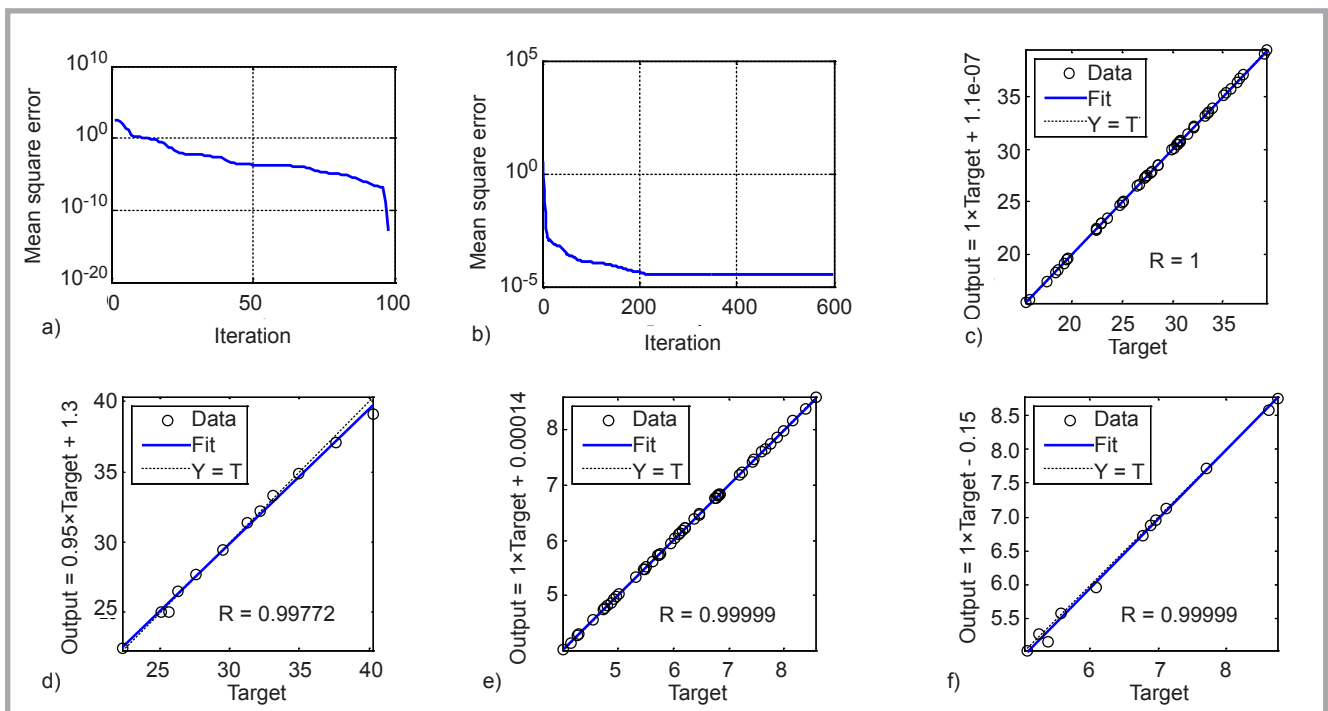 Mean square error
10^10
10^0
10^-10
10^-20
0
50
100
Iteration
a)
Mean square error
10^5
10^0
10^-5
0
200
400
600
Iteration
b)
Output = 1×Target + 1.1e-07
35
30
25
20
Data
Fit
Y = T
R = 1
20
25
30
35
Target
c)
Output = 0.95×Target + 1.3
40
35
30
25
Data
Fit
Y = T
R = 0.99772
25
30
35
40
Target
d)
Output = 1×Target + 0.00014
8
7
6
5
Data
Fit
Y = T
R = 0.99999
5
6
7
8
Target
e)
Output = 1×Target - 0.15
8.5
8.0
7.5
7.0
6.5
6.0
5.5
Data
Fit
Y = T
R = 0.99999
6
7
8
Target
f)